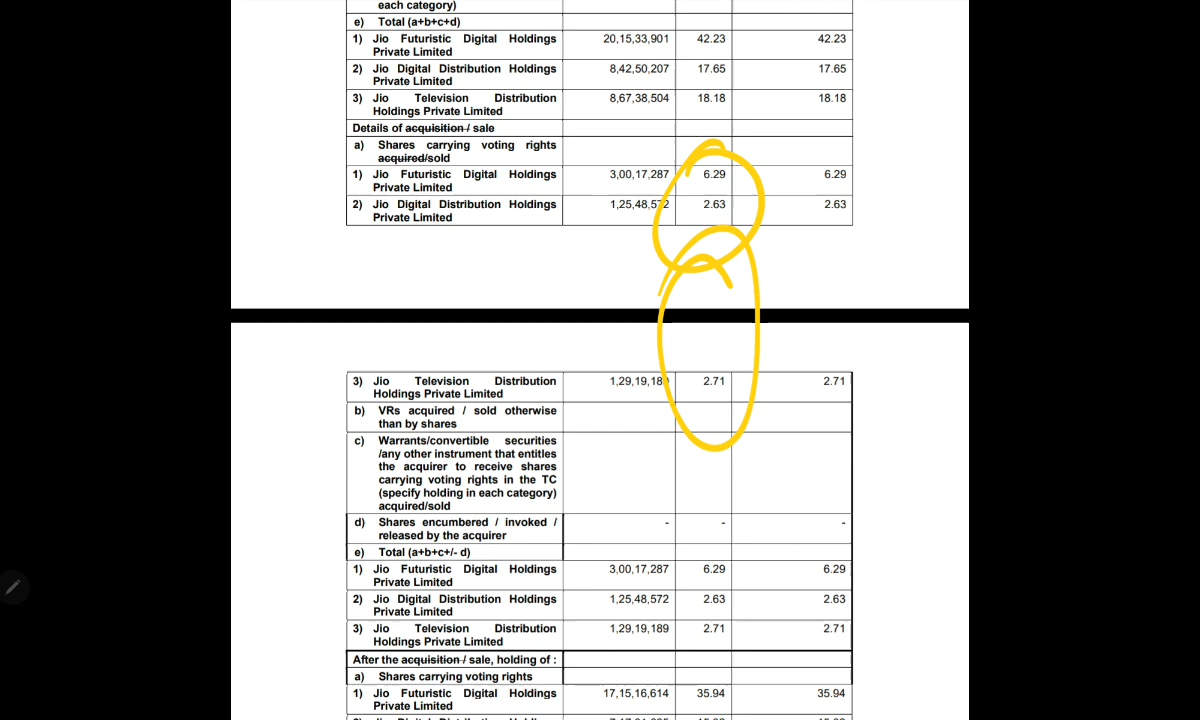 each category)
e) Total (a+b+c+d)
1) Jio Futuristic Digital Holdings Private Limited 20,15,33,901 42.23 42.23
2) Jio Digital Distribution Holdings Private Limited 8,42,50,207 17.65 17.65
3) Jio Television Distribution Holdings Private Limited 8,67,38,504 18.18 18.18
Details of acquisition / sale
a) Shares carrying voting rights acquired/sold
1) Jio Futuristic Digital Holdings Private Limited 3,00,17,287 6.29 6.29
2) Jio Digital Distribution Holdings Private Limited 1,25,48,572 2.63 2.63
3) Jio Television Distribution Holdings Private Limited 1,29,19,189 2.71 2.71
b) VRs acquired / sold otherwise than by shares
c) Warrants/convertible securities /any other instrument that entitles the acquirer to receive shares carrying voting rights in the TC (specify holding in each category) acquired/sold
d) Shares encumbered / invoked / released by the acquirer - - -
e) Total (a+b+c+/- d)
1) Jio Futuristic Digital Holdings Private Limited 3,00,17,287 6.29 6.29
2) Jio Digital Distribution Holdings Private Limited 1,25,48,572 2.63 2.63
3) Jio Television Distribution Holdings Private Limited 1,29,19,189 2.71 2.71
After the acquisition / sale, holding of :
a) Shares carrying voting rights
1) Jio Futuristic Digital Holdings Private Limited 17,15,16,614 35.94 35.94